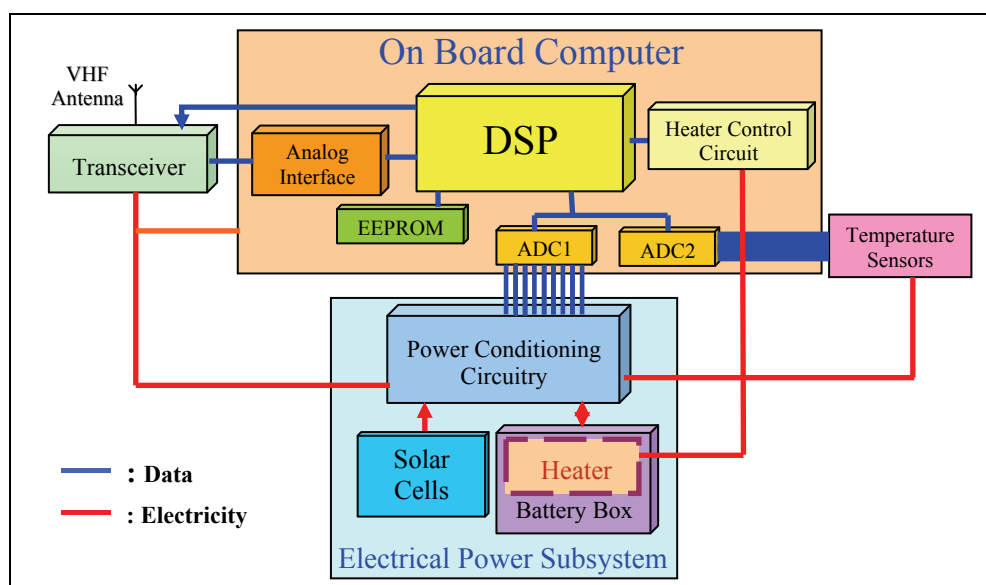 On Board Computer
VHF
Antenna
Transceiver
Analog
Interface
DSP
Heater Control
Circuit
EEPROM
ADC1
ADC2
Temperature
Sensors
Power Conditioning
Circuitry
Solar
Cells
Heater
Battery Box
: Data
: Electricity
Electrical Power Subsystem